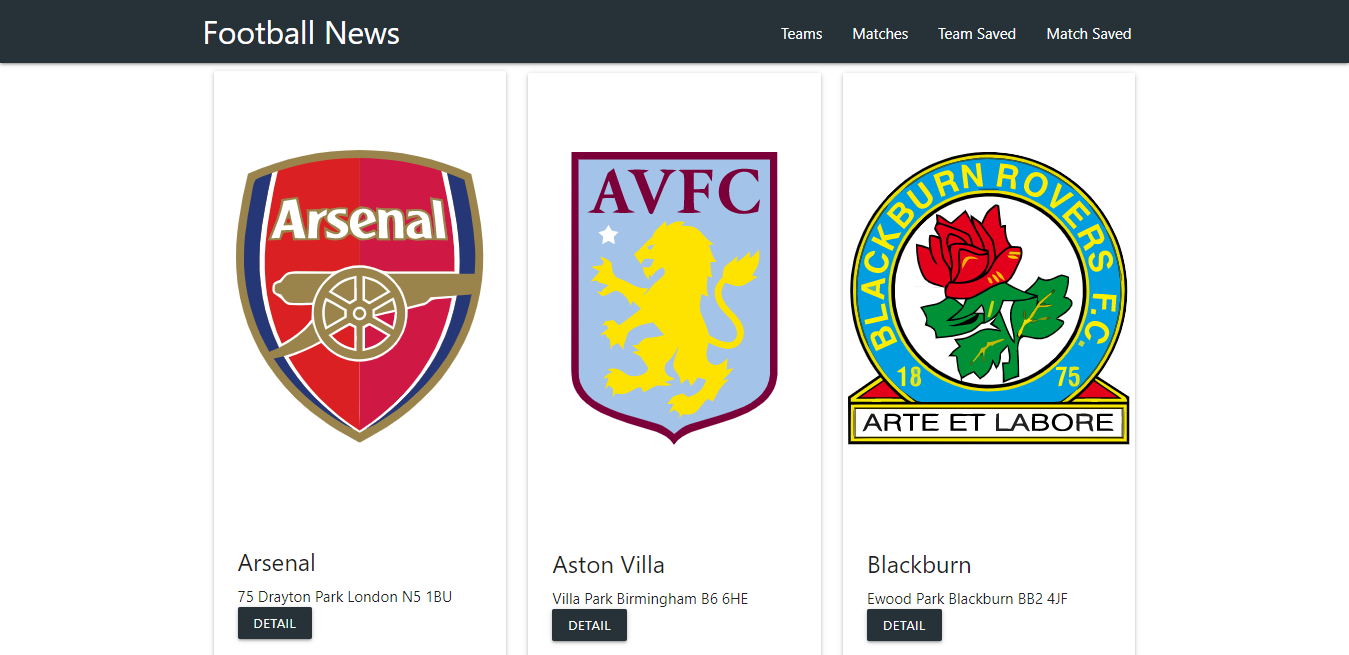 Football News
Teams
Matches
Team Saved
Match Saved
Arsenal
AVFC
BLACKBURN ROVERS F.C.
18 75
ARTE ET LABORE
Arsenal
75 Drayton Park London N5 1BU
DETAIL
Aston Villa
Villa Park Birmingham B6 6HE
DETAIL
Blackburn
Ewood Park Blackburn BB2 4JF
DETAIL